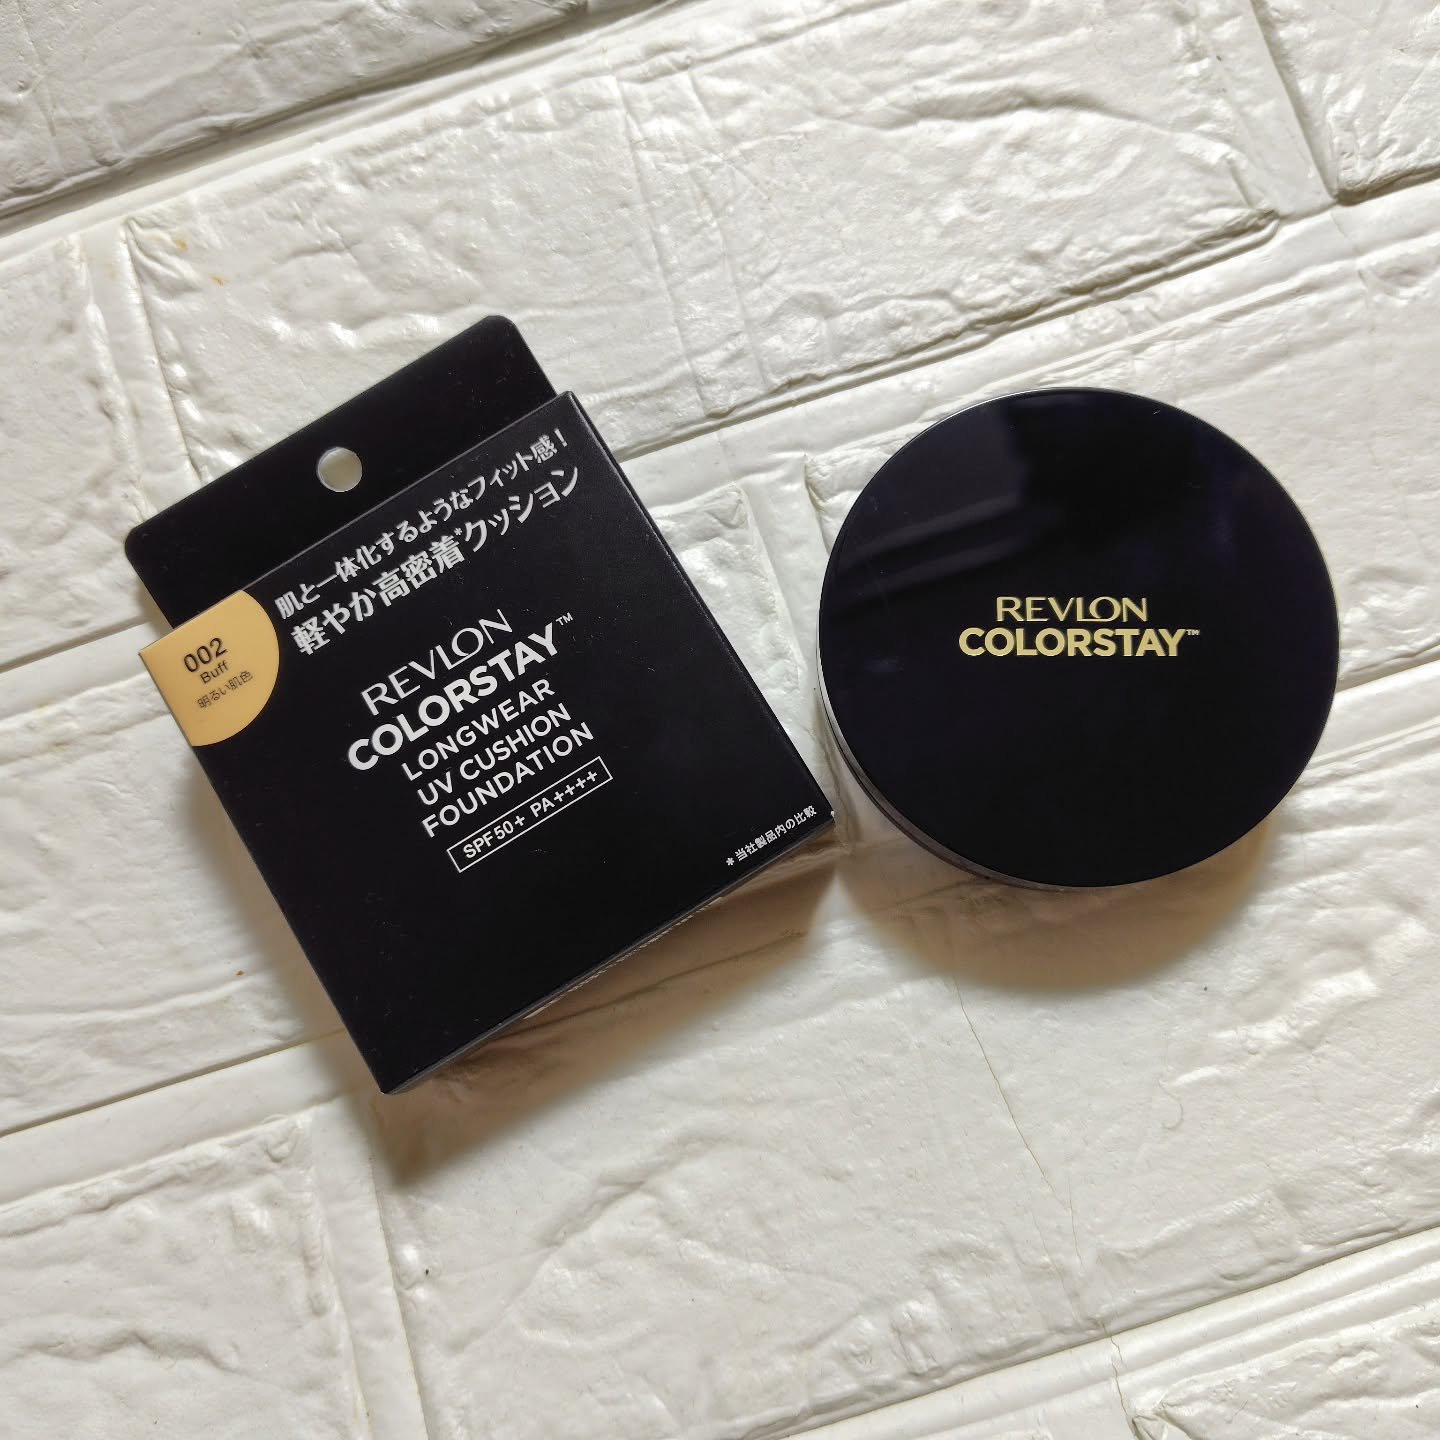 肌と一体化するようなフィット感！
軽やか高密着*クッション
002
Buff
明るい肌色
REVLON
COLORSTAY™
LONGWEAR
UV CUSHION
FOUNDATION
SPF50+ PA++++
*当社製品内の比較
REVLON
COLORSTAY™